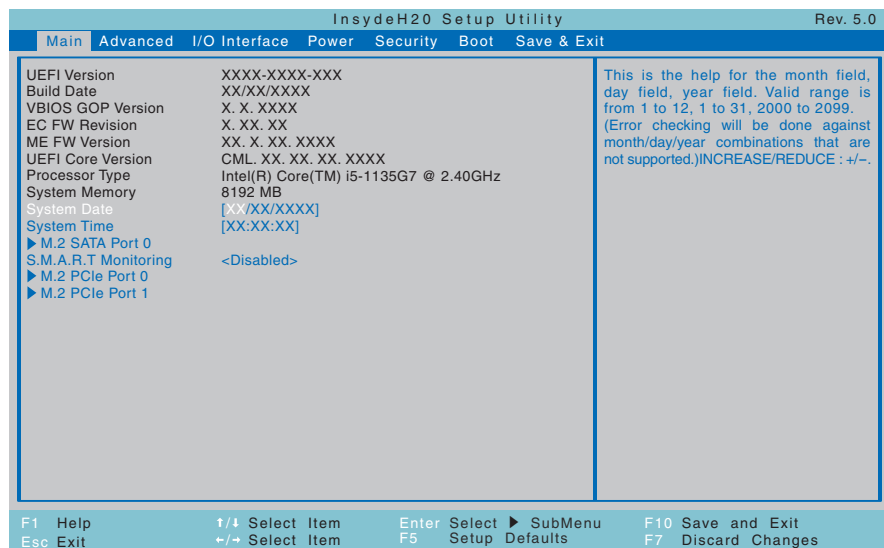 InsydeH20 Setup Utility Rev. 5.0
Main Advanced I/O Interface Power Security Boot Save & Exit
UEFI Version XXXX-XXXX-XXX
Build Date XX/XX/XXXX
VBIOS GOP Version X. X. XXXX
EC FW Revision X. XX. XX
ME FW Version XX. X. XX. XXXX
UEFI Core Version CML. XX. XX. XX. XXXX
Processor Type Intel(R) Core(TM) i5-1135G7 @ 2.40GHz
System Memory 8192 MB
System Date [XX/XX/XXXX]
System Time [XX:XX:XX]
▶ M.2 SATA Port 0
S.M.A.R.T Monitoring <Disabled>
▶ M.2 PCIe Port 0
▶ M.2 PCIe Port 1
This is the help for the month field,
day field, year field. Valid range is
from 1 to 12, 1 to 31, 2000 to 2099.
(Error checking will be done against
month/day/year combinations that are
not supported.)INCREASE/REDUCE : +/−.
F1 Help ↑/↓ Select Item Enter Select ▶ SubMenu F10 Save and Exit
Esc Exit ←/→ Select Item F5 Setup Defaults F7 Discard Changes